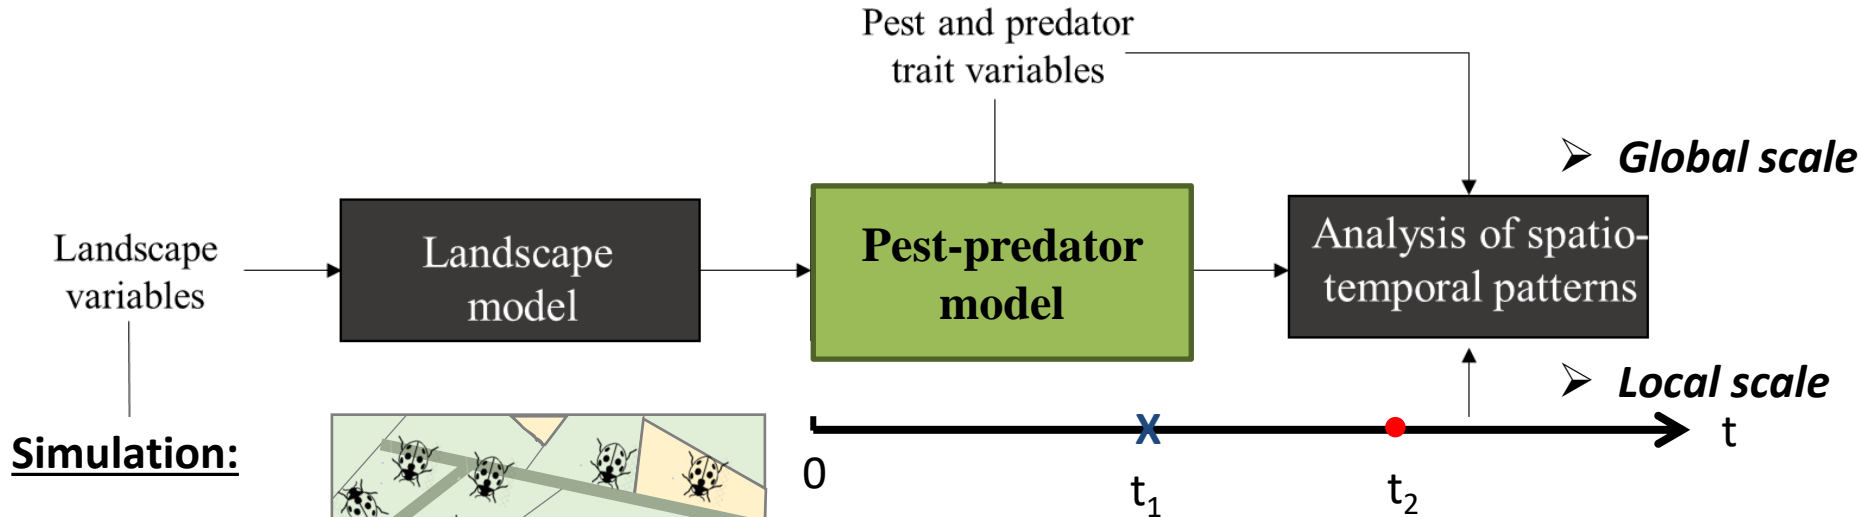 Pest and predator
trait variables
➢ Global scale
Landscape
variables
Landscape
model
Pest-predator
model
Analysis of spatio-
temporal patterns
➢ Local scale
Simulation:
0
x
t₁
t₂
t